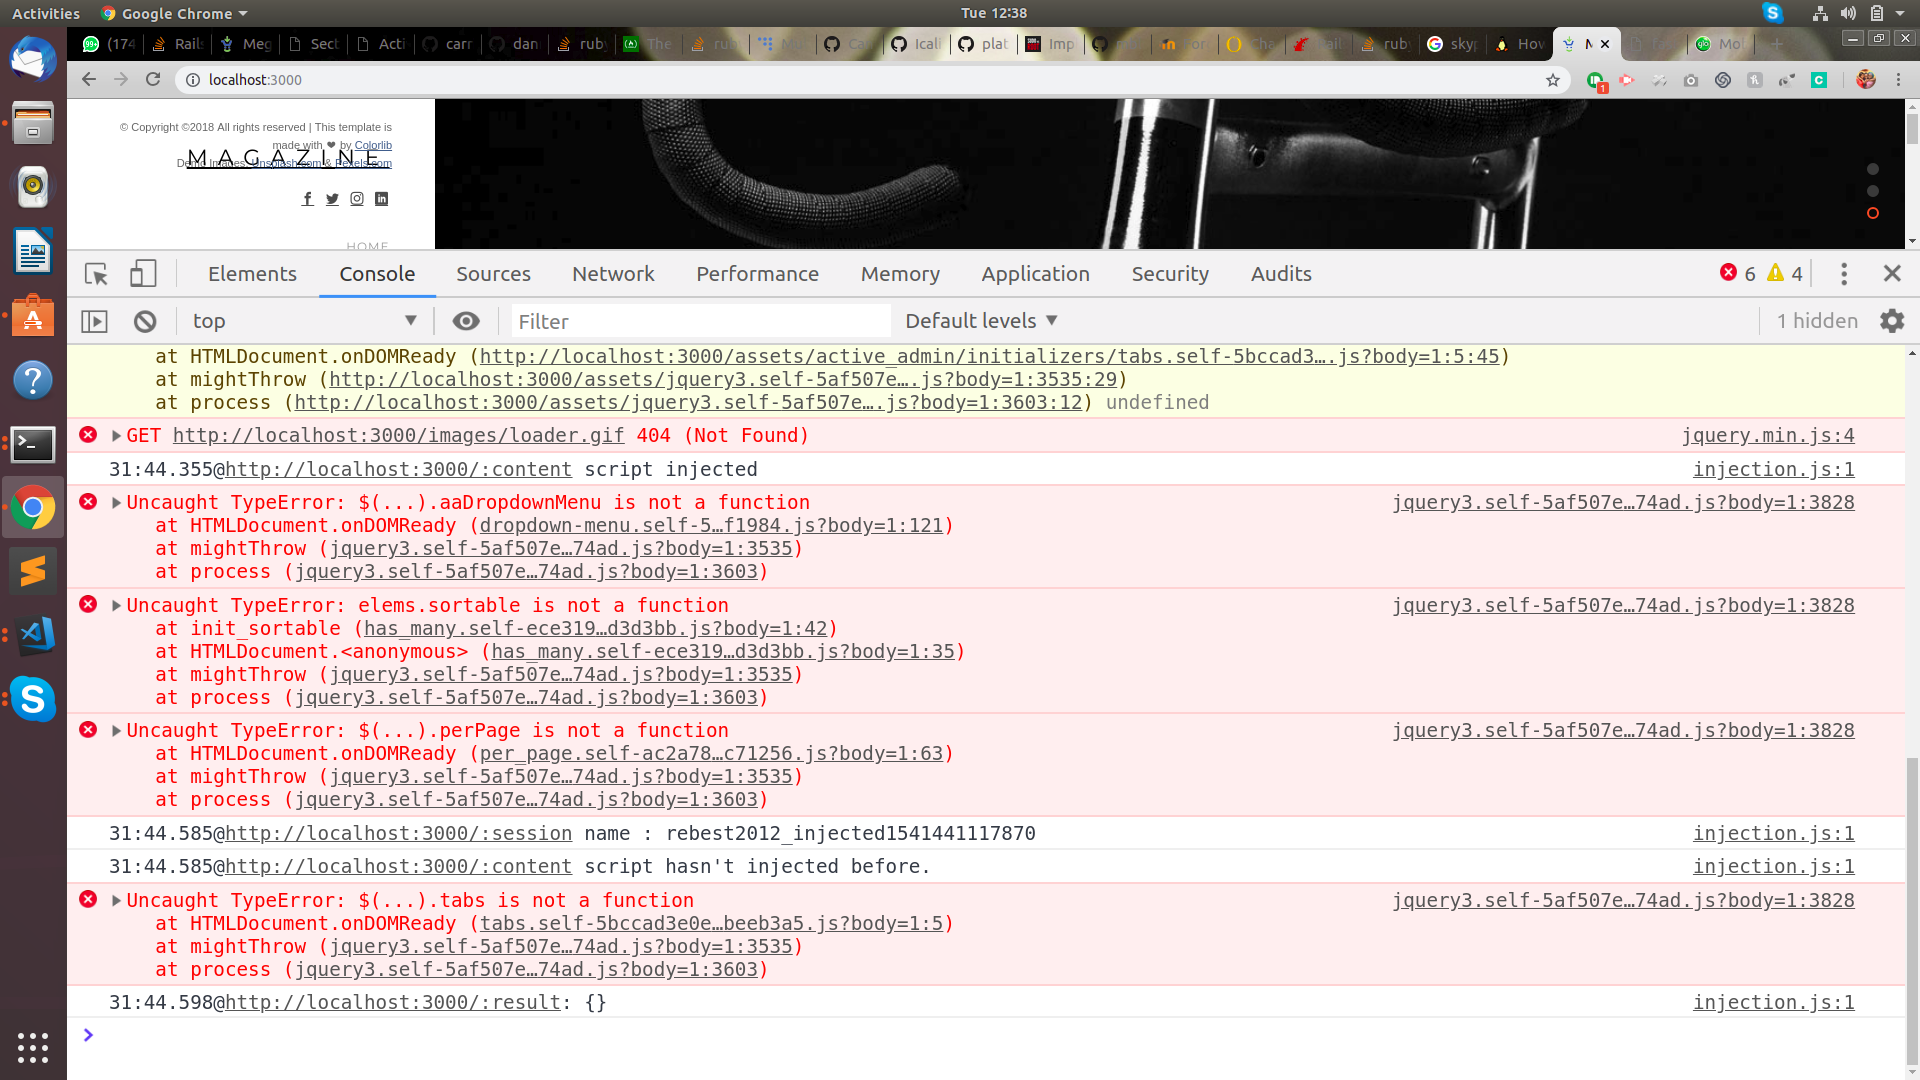 Activities
Google Chrome
Tue 12:38
(174
Rails
Meg
Sect
Acti
carr
dan
ruby
The
Icali
plat
Imp
ruby
skyp
How
localhost:3000
1
© Copyright ©2018 All rights reserved | This template is
made with ❤ by Colorlib
MAGAZINE
Demo Images: Unsplash.com & Pexels.com
HOME
Elements Console Sources Network Performance Memory Application Security Audits
6 4
top
Filter
Default levels
1 hidden
at HTMLDocument.onDOMReady (http://localhost:3000/assets/active_admin/initializers/tabs.self-5bccad3….js?body=1:5:45)
at mightThrow (http://localhost:3000/assets/jquery3.self-5af507e….js?body=1:3535:29)
at process (http://localhost:3000/assets/jquery3.self-5af507e….js?body=1:3603:12) undefined
GET http://localhost:3000/images/loader.gif 404 (Not Found) jquery.min.js:4
31:44.355@http://localhost:3000/:content script injected injection.js:1
Uncaught TypeError: $(...).aaDropdownMenu is not a function jquery3.self-5af507e…74ad.js?body=1:3828
at HTMLDocument.onDOMReady (dropdown-menu.self-5…f1984.js?body=1:121)
at mightThrow (jquery3.self-5af507e…74ad.js?body=1:3535)
at process (jquery3.self-5af507e…74ad.js?body=1:3603)
Uncaught TypeError: elems.sortable is not a function jquery3.self-5af507e…74ad.js?body=1:3828
at init_sortable (has_many.self-ece319…d3d3bb.js?body=1:42)
at HTMLDocument.<anonymous> (has_many.self-ece319…d3d3bb.js?body=1:35)
at mightThrow (jquery3.self-5af507e…74ad.js?body=1:3535)
at process (jquery3.self-5af507e…74ad.js?body=1:3603)
Uncaught TypeError: $(...).perPage is not a function jquery3.self-5af507e…74ad.js?body=1:3828
at HTMLDocument.onDOMReady (per_page.self-ac2a78…c71256.js?body=1:63)
at mightThrow (jquery3.self-5af507e…74ad.js?body=1:3535)
at process (jquery3.self-5af507e…74ad.js?body=1:3603)
31:44.585@http://localhost:3000/:session name : rebest2012_injected1541441117870 injection.js:1
31:44.585@http://localhost:3000/:content script hasn't injected before. injection.js:1
Uncaught TypeError: $(...).tabs is not a function jquery3.self-5af507e…74ad.js?body=1:3828
at HTMLDocument.onDOMReady (tabs.self-5bccad3e0e…beeb3a5.js?body=1:5)
at mightThrow (jquery3.self-5af507e…74ad.js?body=1:3535)
at process (jquery3.self-5af507e…74ad.js?body=1:3603)
31:44.598@http://localhost:3000/:result: {} injection.js:1